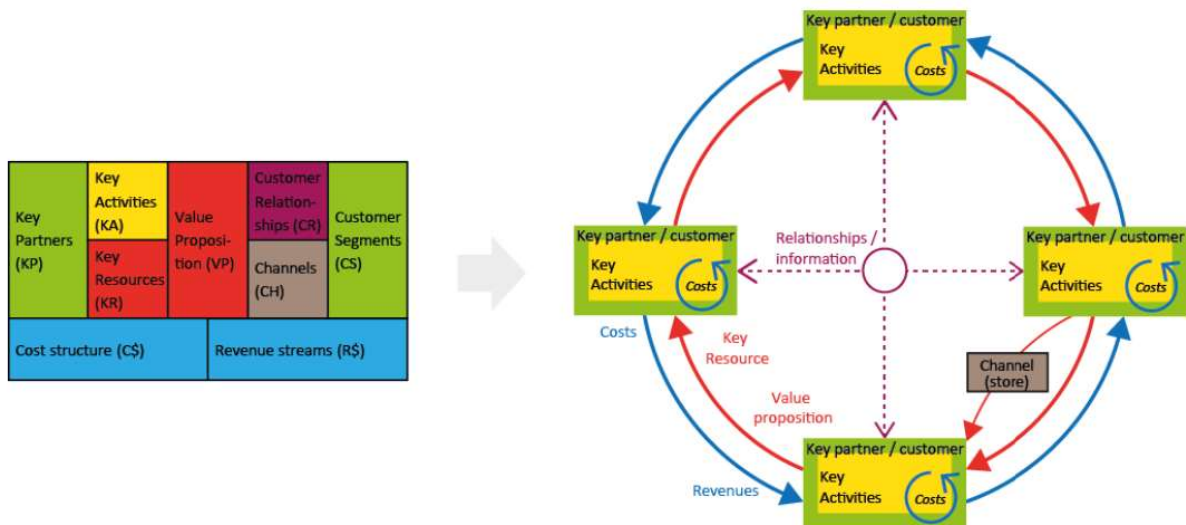 Key
Partners
(KP)
Key
Activities
(KA)
Key
Resources
(KR)
Value
Proposi-
tion (VP)
Customer
Relation-
ships (CR)
Channels
(CH)
Customer
Segments
(CS)
Cost structure (C$)
Revenue streams (R$)
Key partner / customer
Key
Activities
Costs
Key partner / customer
Key
Activities
Costs
Relationships /
information
Key partner / customer
Key
Activities
Costs
Costs
Key
Resource
Channel
(store)
Value
proposition
Revenues
Key partner / customer
Key
Activities
Costs